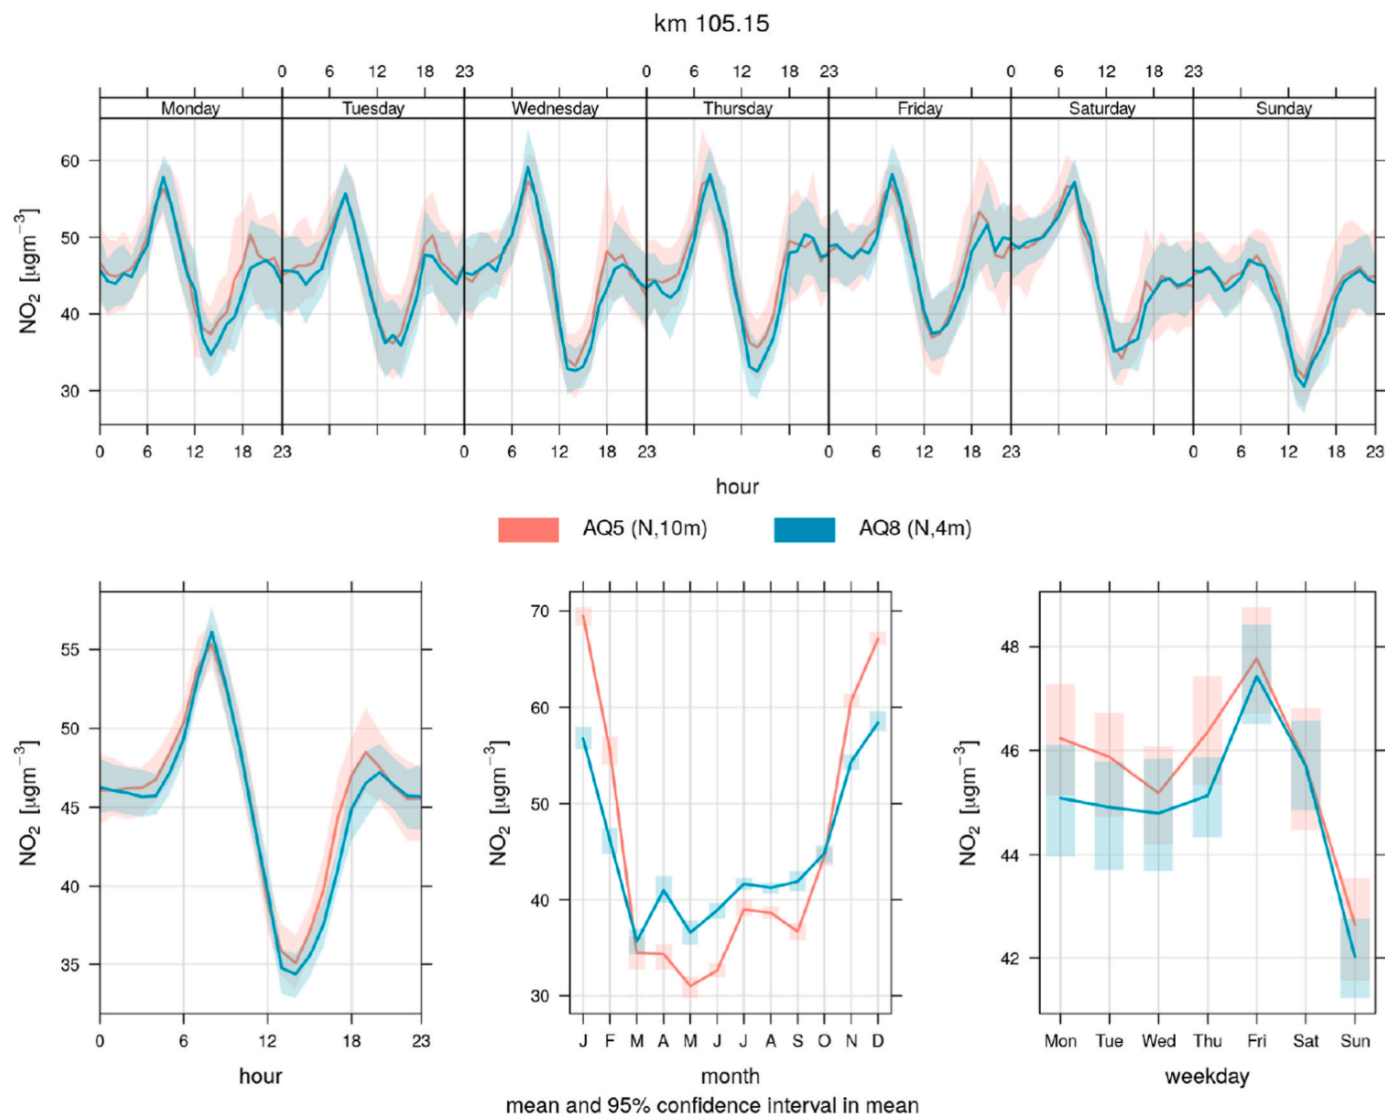 km 105.15
0 6 12 18 23 0 6 12 18 23 0 6 12 18 23
Monday Tuesday Wednesday Thursday Friday Saturday Sunday
60
50
40
30
NO2 [µgm−3]
0 6 12 18 23 0 6 12 18 23 0 6 12 18 23 0 6 12 18 23
hour
AQ5 (N,10m) AQ8 (N,4m)
55
50
45
40
35
NO2 [µgm−3]
0 6 12 18 23
hour
70
60
50
40
30
NO2 [µgm−3]
J F M A M J J A S O N D
month
48
46
44
42
NO2 [µgm−3]
Mon Tue Wed Thu Fri Sat Sun
weekday
mean and 95% confidence interval in mean